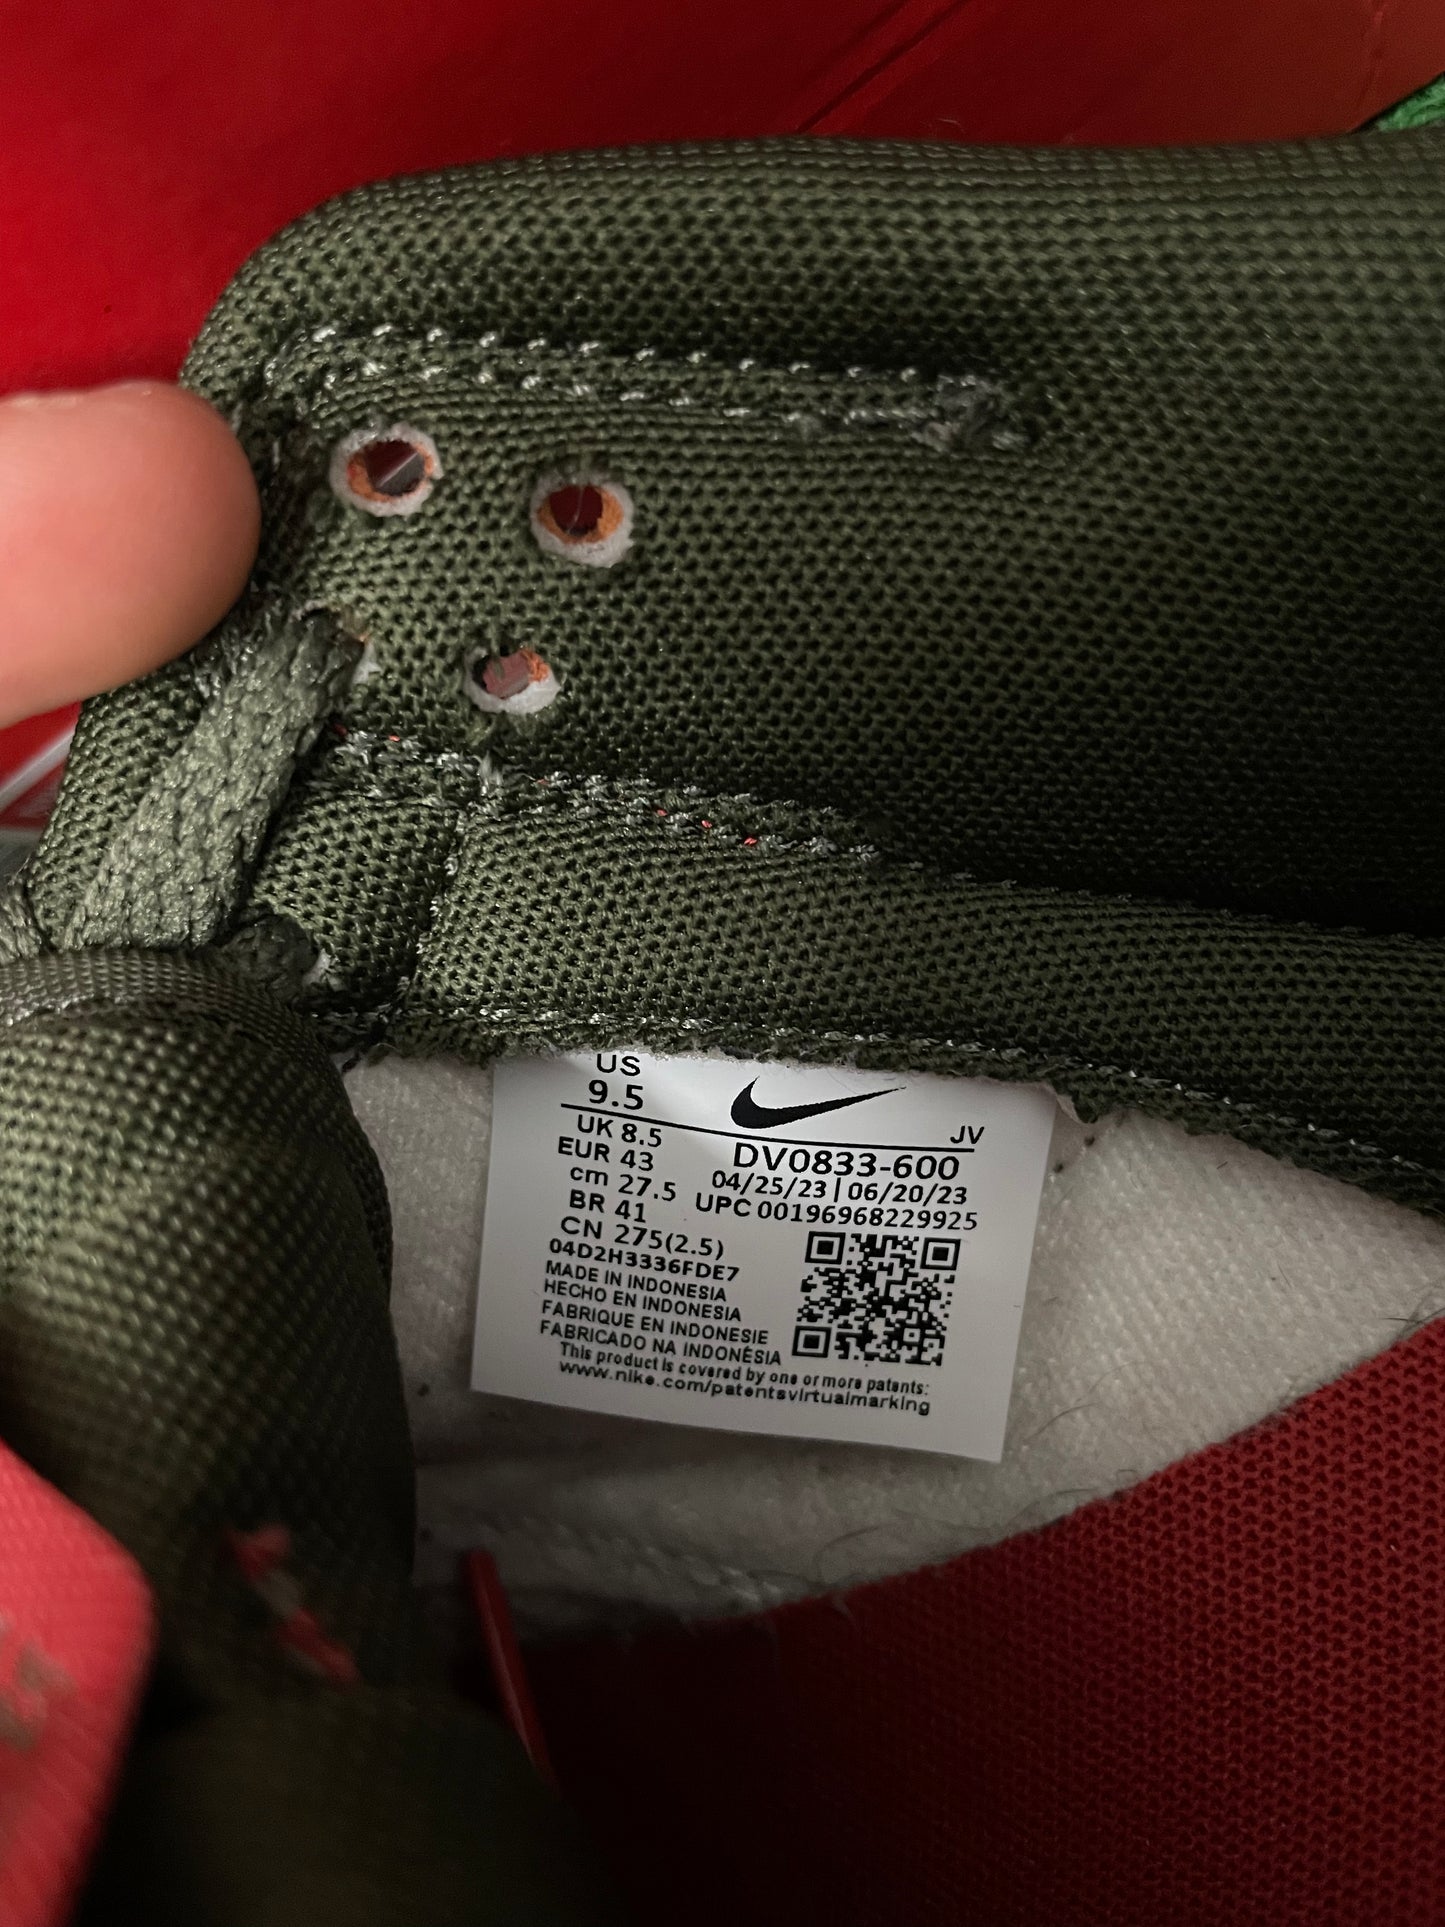 US
9.5
JV
UK 8.5
EUR 43
cm 27.5
BR 41
CN 275(2.5)
DV0833-600
04/25/23 | 06/20/23
UPC 00196968229925
04D2H3336FDE7
MADE IN INDONESIA
HECHO EN INDONESIA
FABRIQUE EN INDONESIE
FABRICADO NA INDONÉSIA
This product is covered by one or more patents:
www.nike.com/patentsvirtualmarking